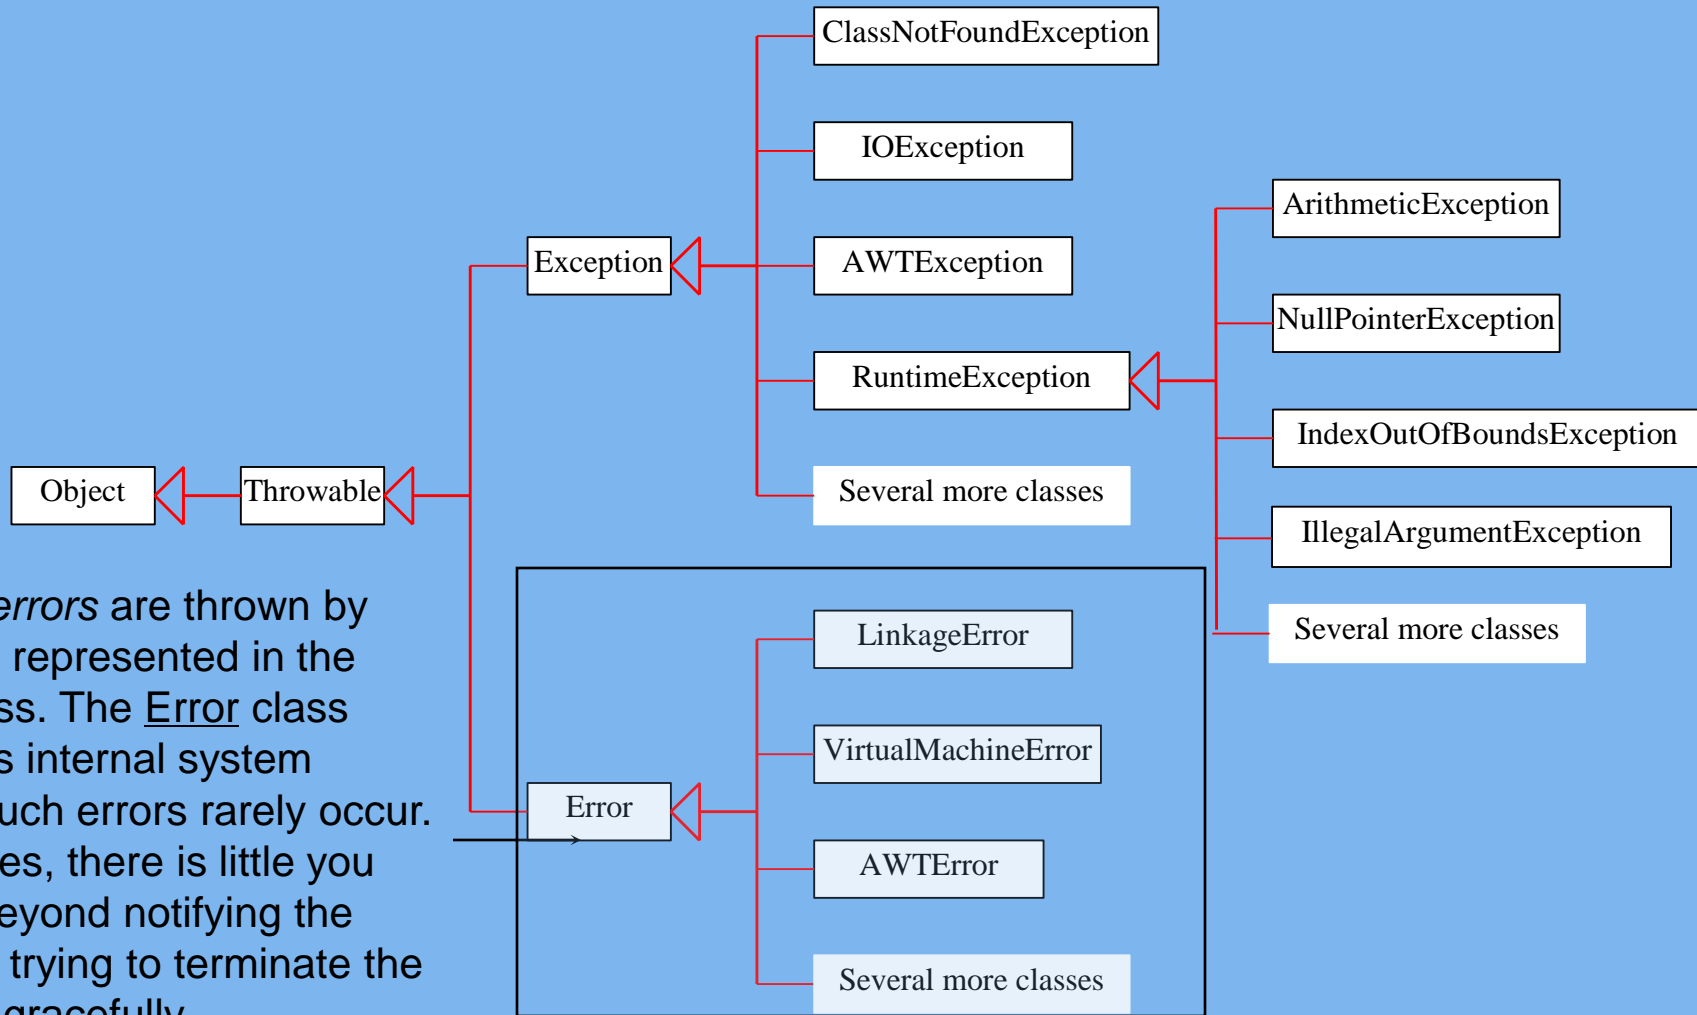 ClassNotFoundException
IOException
ArithmeticException
Exception
AWTException
NullPointerException
RuntimeException
IndexOutOfBoundsException
Object
Throwable
Several more classes
IllegalArgumentException
Several more classes
LinkageError
VirtualMachineError
Error
AWTError
Several more classes
errors are thrown by
represented in the
ss. The Error class
s internal system
uch errors rarely occur.
es, there is little you
eyond notifying the
trying to terminate the
gracefully